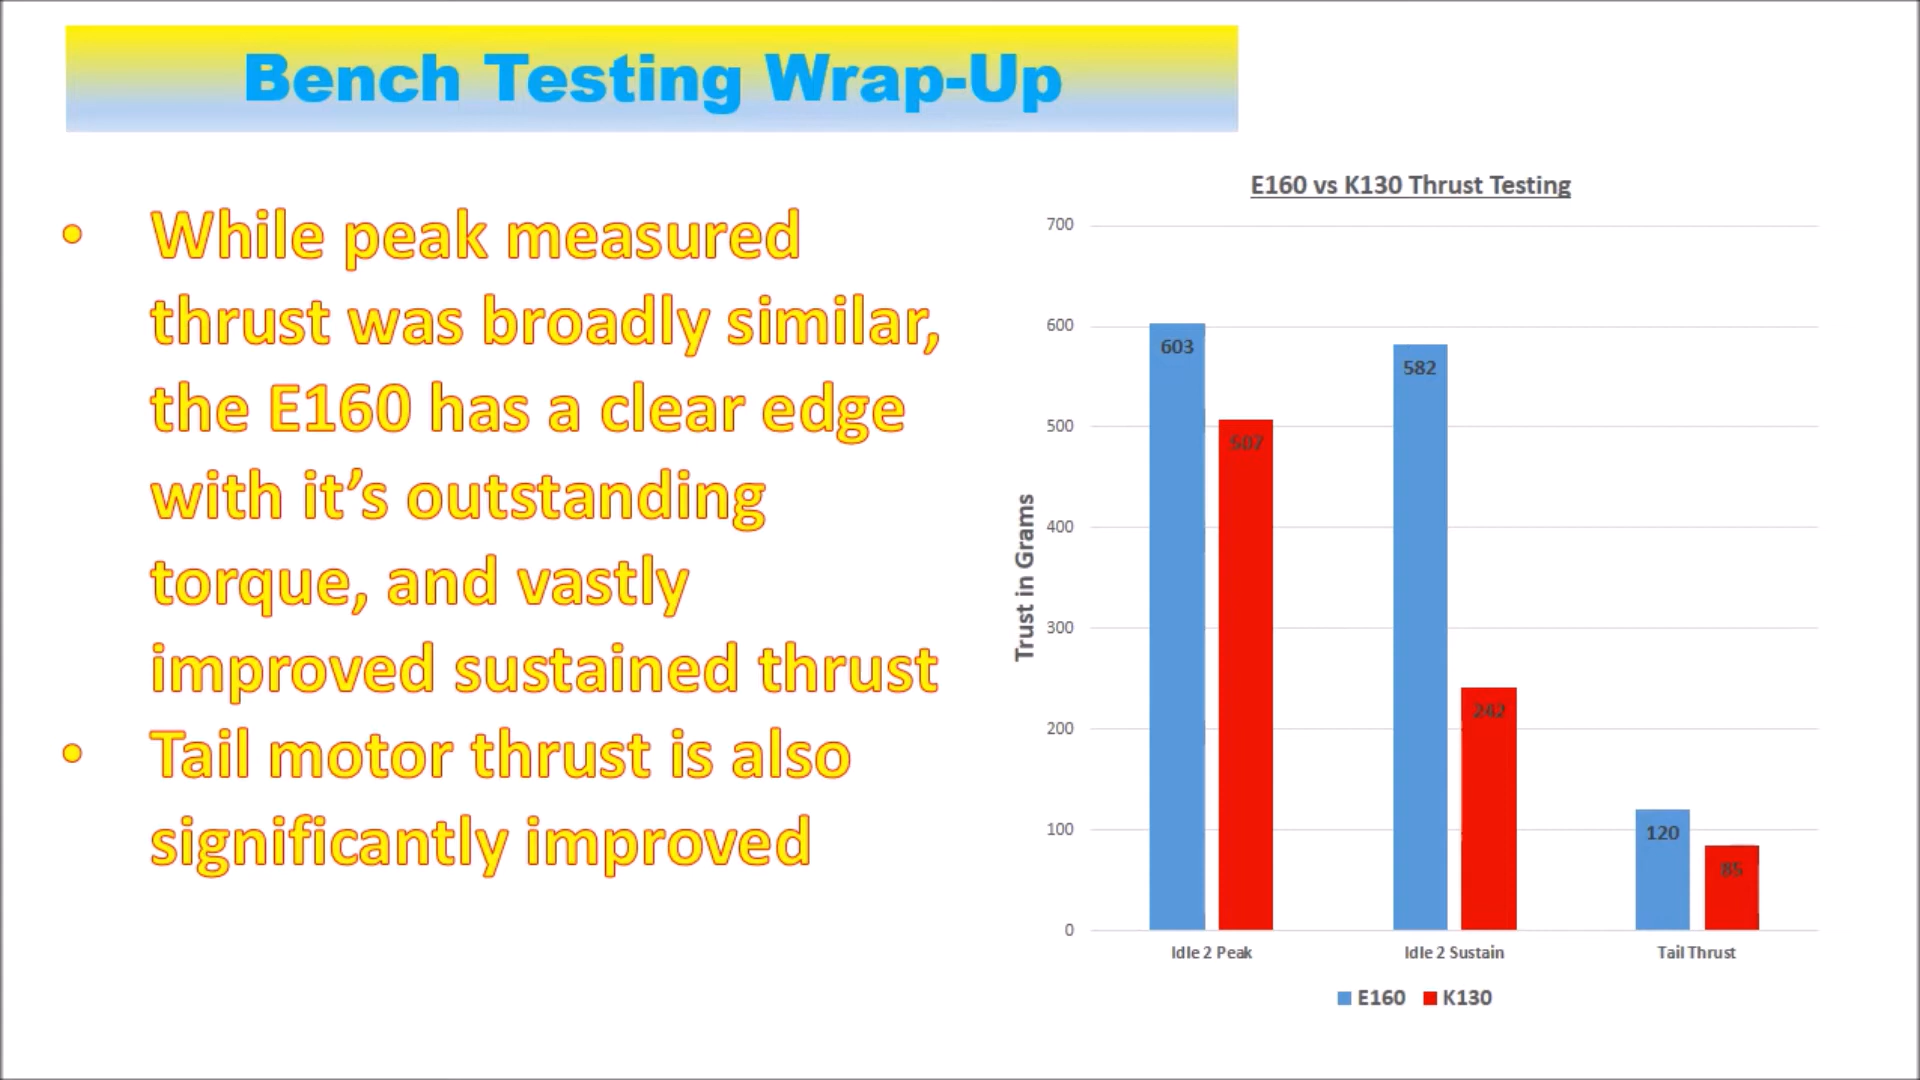 Bench Testing Wrap-Up
• While peak measured
thrust was broadly similar,
the E160 has a clear edge
with it’s outstanding
torque, and vastly
improved sustained thrust
• Tail motor thrust is also
significantly improved
E160 vs K130 Thrust Testing
Trust in Grams
700
600
500
400
300
200
100
0
603
507
582
242
120
85
Idle 2 Peak
Idle 2 Sustain
Tail Thrust
E160 K130